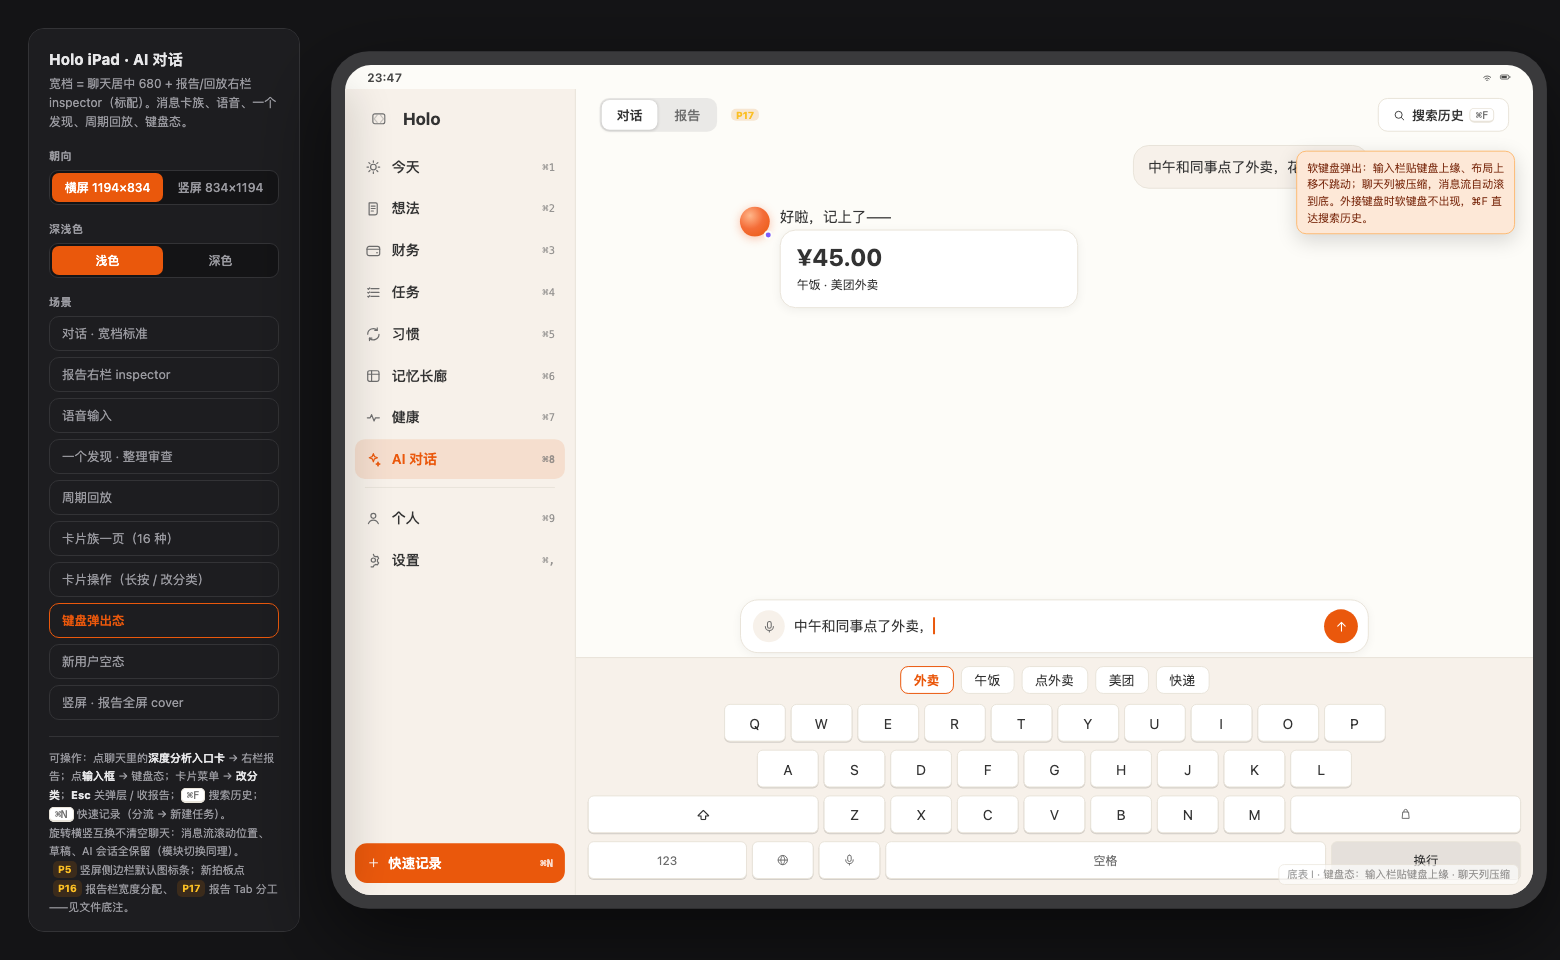 Holo iPad · AI 对话
宽档 = 聊天居中 680 + 报告/回放右栏
inspector（标配）。消息卡族、语音、一个
发现、周期回放、键盘态。
朝向
横屏 1194×834
竖屏 834×1194
深浅色
浅色
深色
场景
对话 · 宽档标准
报告右栏 inspector
语音输入
一个发现 · 整理审查
周期回放
卡片族一页（16 种）
卡片操作（长按 / 改分类）
键盘弹出态
新用户空态
竖屏 · 报告全屏 cover
可操作：点聊天里的深度分析入口卡 → 右栏报
告；点输入框 → 键盘态；卡片菜单 → 改分
类；Esc 关弹层 / 收报告；⌘F 搜索历史；
⌘N 快速记录（分流 → 新建任务）。
旋转横竖互换不清空聊天：消息流滚动位置、
草稿、AI 会话全保留（模块切换同理）。
P5 竖屏侧边栏默认图标条；新拍板点
P16 报告栏宽度分配、 P17 报告 Tab 分工
——见文件底注。
23:47
Holo
今天 ⌘1
想法 ⌘2
财务 ⌘3
任务 ⌘4
习惯 ⌘5
记忆长廊 ⌘6
健康 ⌘7
AI 对话 ⌘8
个人 ⌘9
设置 ⌘,
快速记录 ⌘N
对话
报告
P17
搜索历史 ⌘F
中午和同事点了外卖，
软键盘弹出：输入栏贴键盘上缘、布局上
移不跳动；聊天列被压缩，消息流自动滚
到底。外接键盘时软键盘不出现，⌘F 直
达搜索历史。
好啦，记上了——
¥45.00
午饭 · 美团外卖
中午和同事点了外卖，
外卖 午饭 点外卖 美团 快递
Q W E R T Y U I O P
A S D F G H J K L
Z X C V B N M
123 空格 换行
底表 I · 键盘态：输入栏贴键盘上缘 · 聊天列压缩